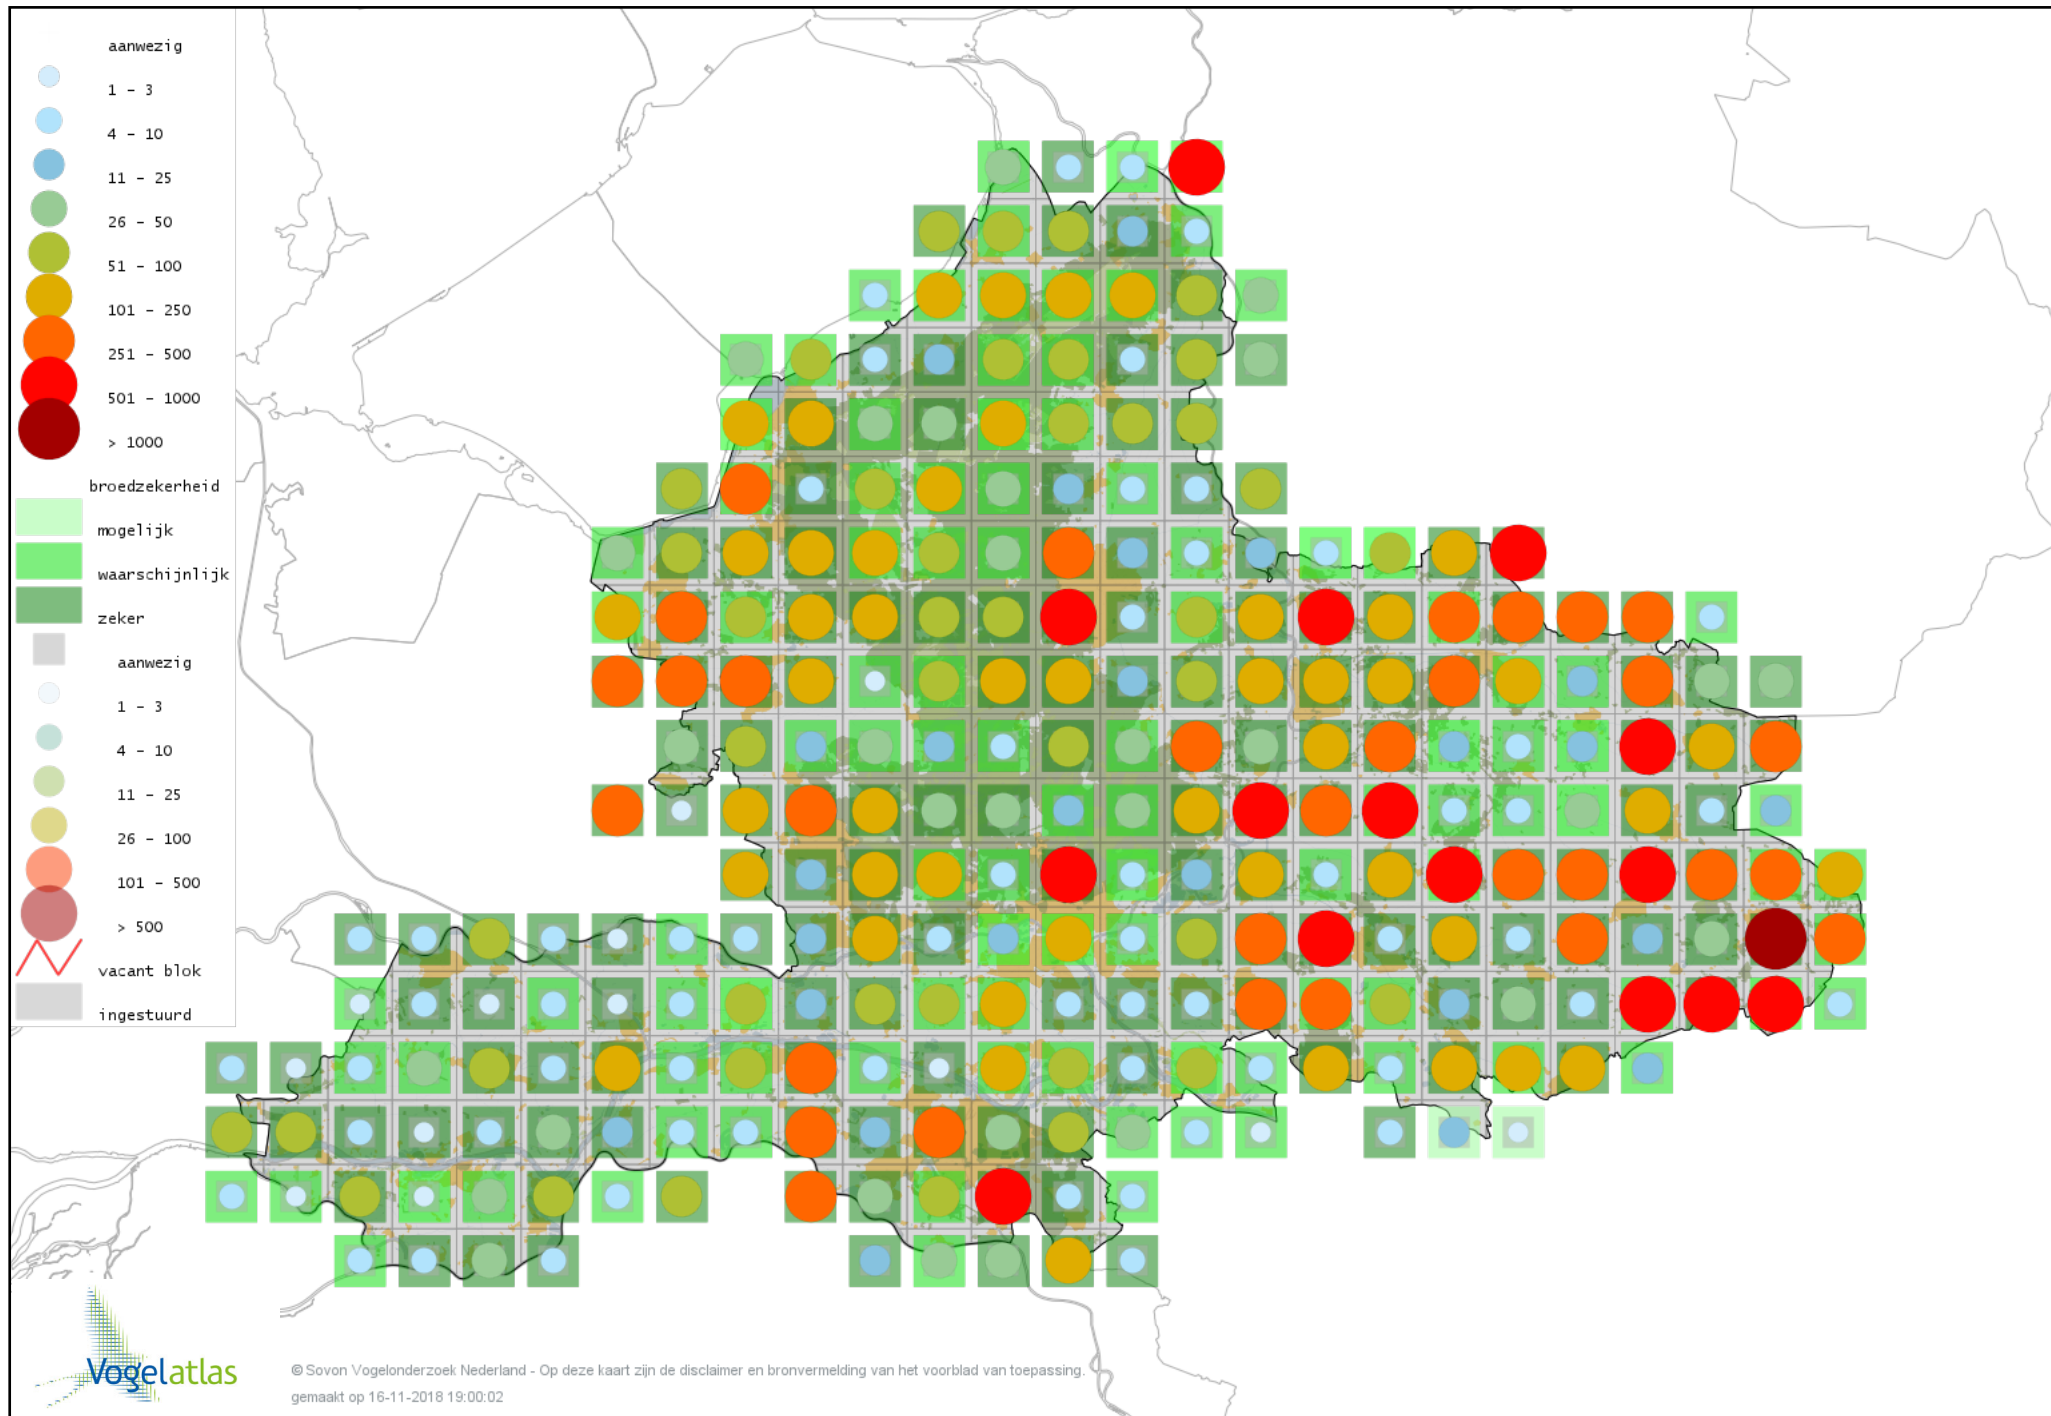 aanwezig
1 - 3
4 - 10
11 - 25
26 - 50
51 - 100
101 - 250
251 - 500
501 - 1000
> 1000
broedzekerheid
mogelijk
waarschijnlijk
zeker
aanwezig
1 - 3
4 - 10
11 - 25
26 - 100
101 - 500
> 500
vacant blok
ingestuurd
Vogelatlas
© Sovon Vogelonderzoek Nederland - Op deze kaart zijn de disclaimer en bronvermelding van het voorblad van toepassing.
gemaakt op 16-11-2018 19:00:02